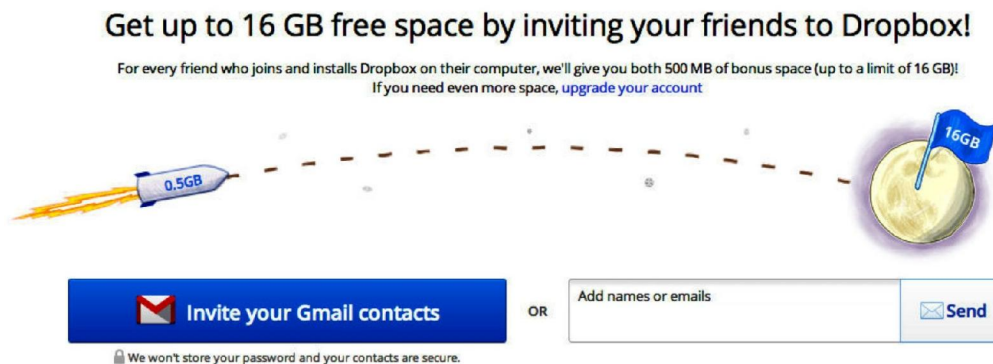 Get up to 16 GB free space by inviting your friends to Dropbox!
For every friend who joins and installs Dropbox on their computer, we'll give you both 500 MB of bonus space (up to a limit of 16 GB)!
If you need even more space, upgrade your account
16GB
0.5GB
Invite your Gmail contacts
OR
Add names or emails
Send
We won't store your password and your contacts are secure.